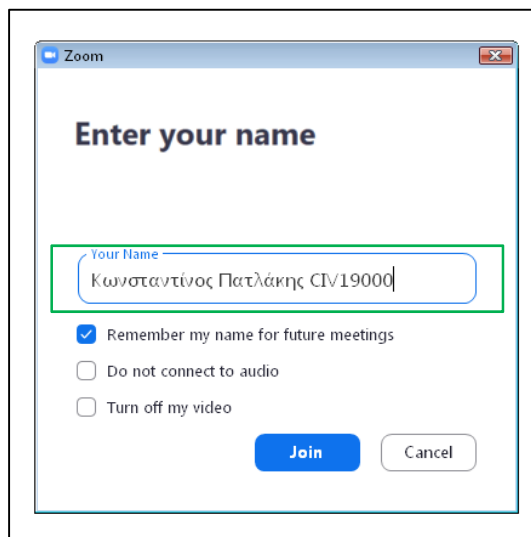 Zoom
Enter your name
Your Name
Κωνσταντίνος Πατλάκης CIV19000
Remember my name for future meetings
Do not connect to audio
Turn off my video
Join Cancel